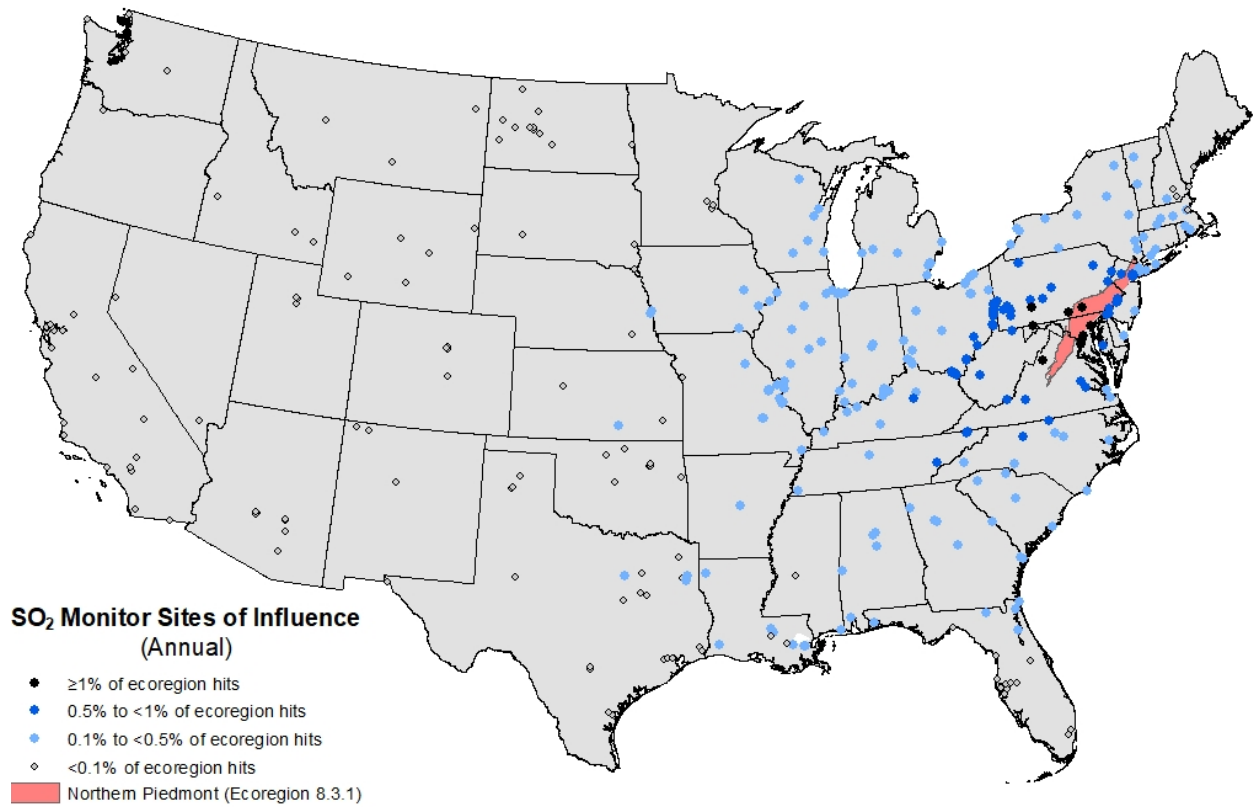 SO₂ Monitor Sites of Influence
(Annual)
≥1% of ecoregion hits
0.5% to <1% of ecoregion hits
0.1% to <0.5% of ecoregion hits
<0.1% of ecoregion hits
Northern Piedmont (Ecoregion 8.3.1)